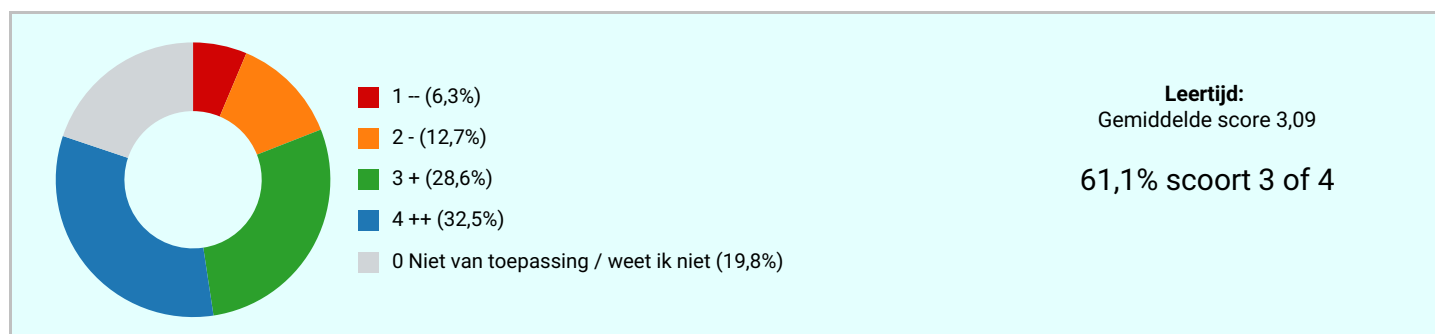 1 -- (6,3%)
2 - (12,7%)
3 + (28,6%)
4 ++ (32,5%)
0 Niet van toepassing / weet ik niet (19,8%)
Leertijd:
Gemiddelde score 3,09
61,1% scoort 3 of 4